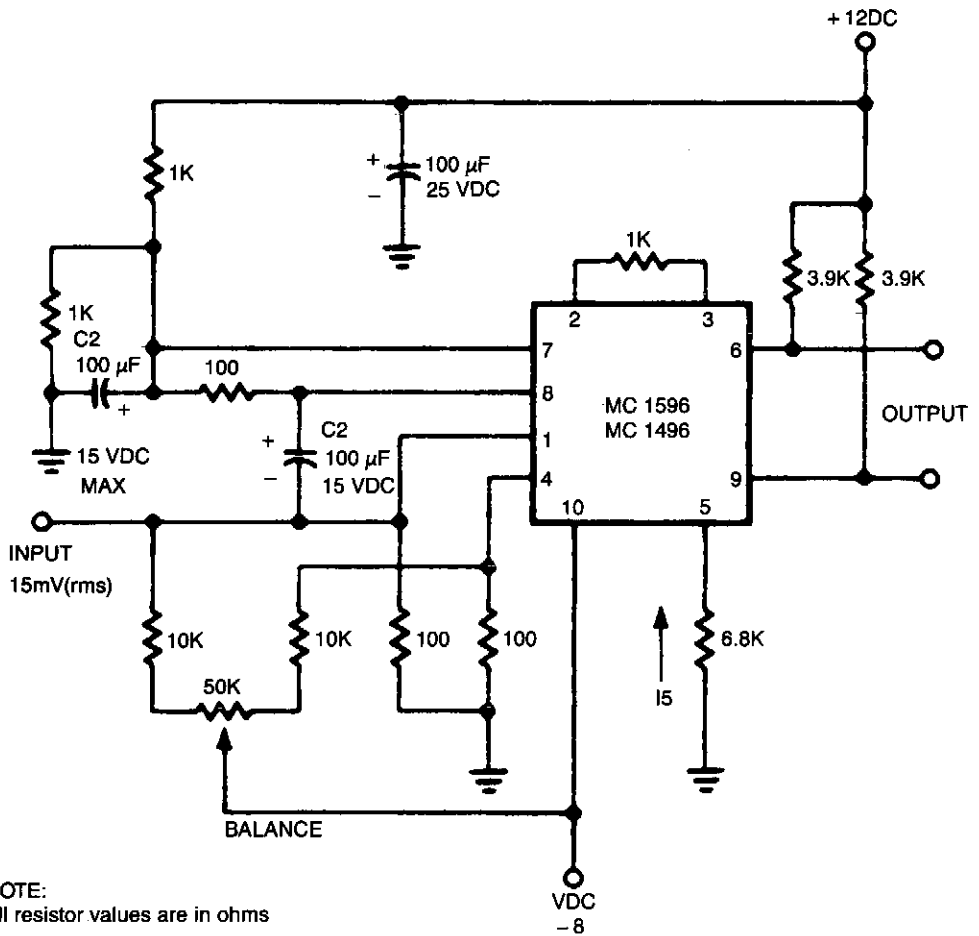 + 12DC
1K
+ 100 µF
– 25 VDC
1K
3.9K
3.9K
1K
C2
100 µF
+
100
2
3
7
6
8
MC 1596
MC 1496
OUTPUT
1
4
9
10
5
15 VDC
MAX
+
–
C2
100 µF
15 VDC
INPUT
15mV(rms)
10K
10K
100
100
6.8K
50K
I5
BALANCE
OTE:
ll resistor values are in ohms
VDC
– 8